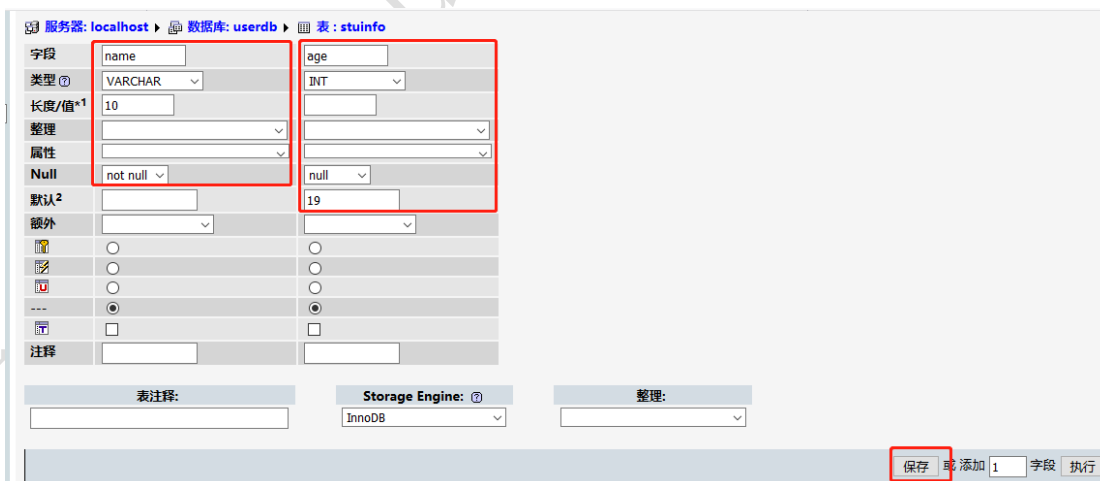 服务器: localhost ▸ 数据库: userdb ▸ 表 : stuinfo
字段 name age
类型 VARCHAR INT
长度/值*1 10
整理
属性
Null not null null
默认2 19
额外
---
注释
表注释: Storage Engine: 整理:
InnoDB
保存 或 添加 1 字段 执行